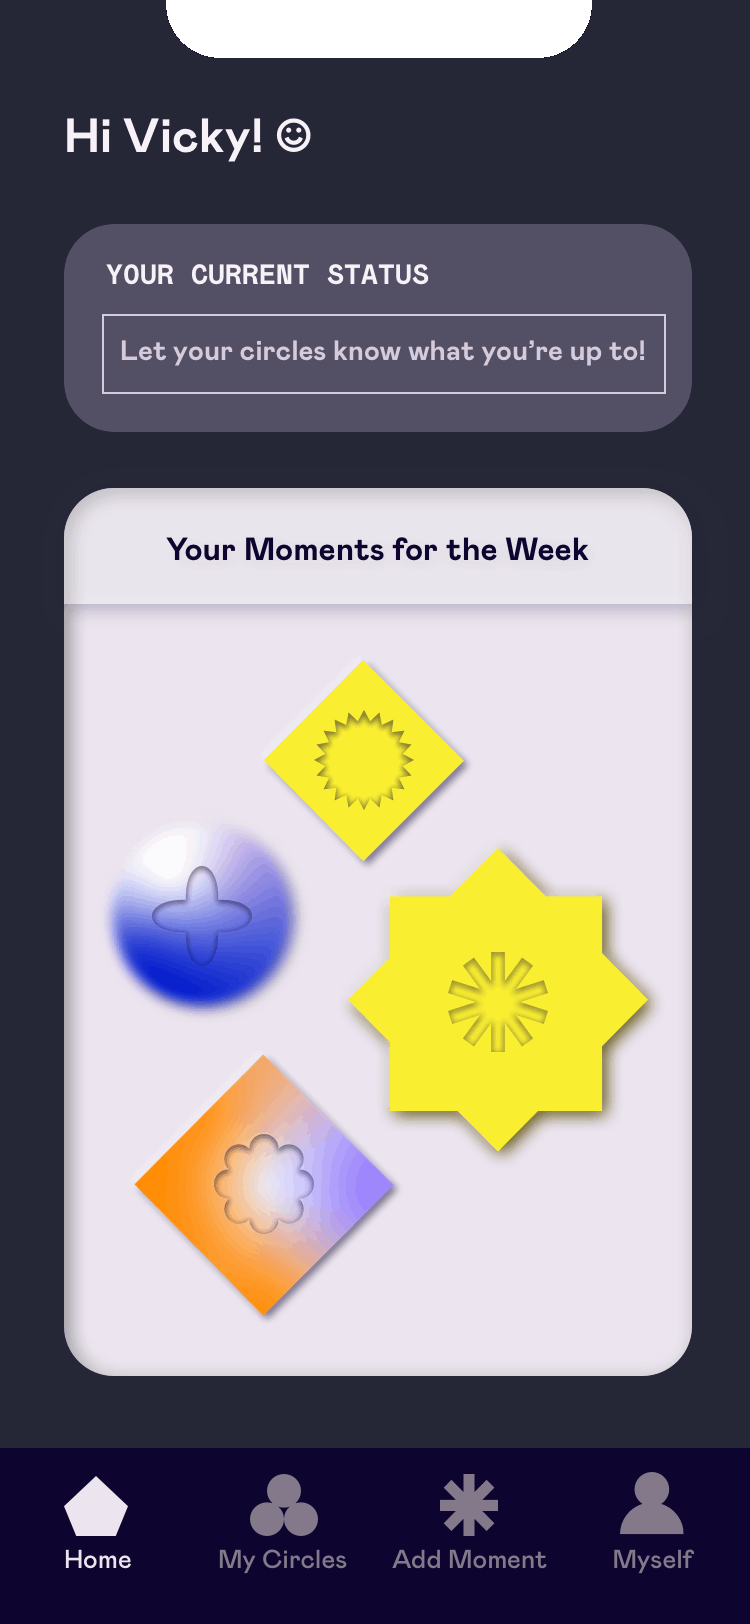 Hi Vicky! ☺
YOUR CURRENT STATUS
Let your circles know what you’re up to!
Your Moments for the Week
Home
My Circles
Add Moment
Myself